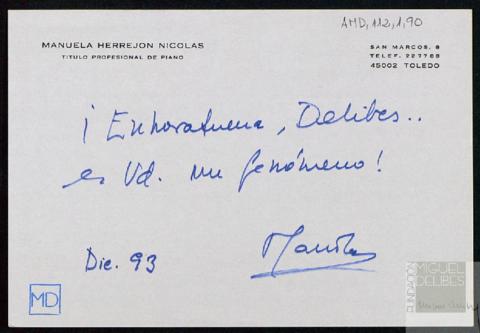 AMD, 112, 1, 90
MANUELA HERREJON NICOLAS
TITULO PROFESIONAL DE PIANO
SAN MARCOS, 8
TELEF. 227768
45002 TOLEDO
¡ Enhorabuena, Delibes..
es Vd. un fenómeno!
Dic. 93
Manuela
MD
FUNDACIÓN
MIGUEL
DELIBES